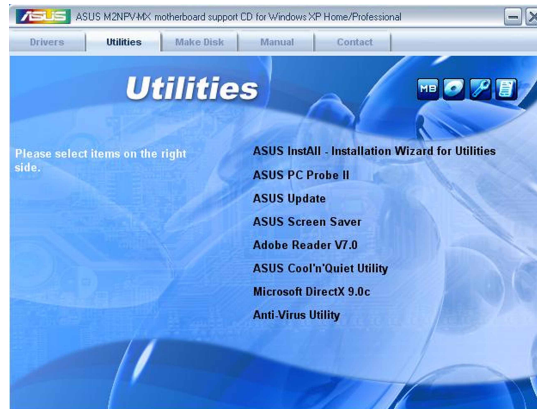 ASUS ASUS M2NPV-MX motherboard support CD for Windows XP Home/Professional
Drivers Utilities Make Disk Manual Contact
Utilities
MB
Please select items on the right
side.
ASUS InstAll - Installation Wizard for Utilities
ASUS PC Probe II
ASUS Update
ASUS Screen Saver
Adobe Reader V7.0
ASUS Cool'n'Quiet Utility
Microsoft DirectX 9.0c
Anti-Virus Utility